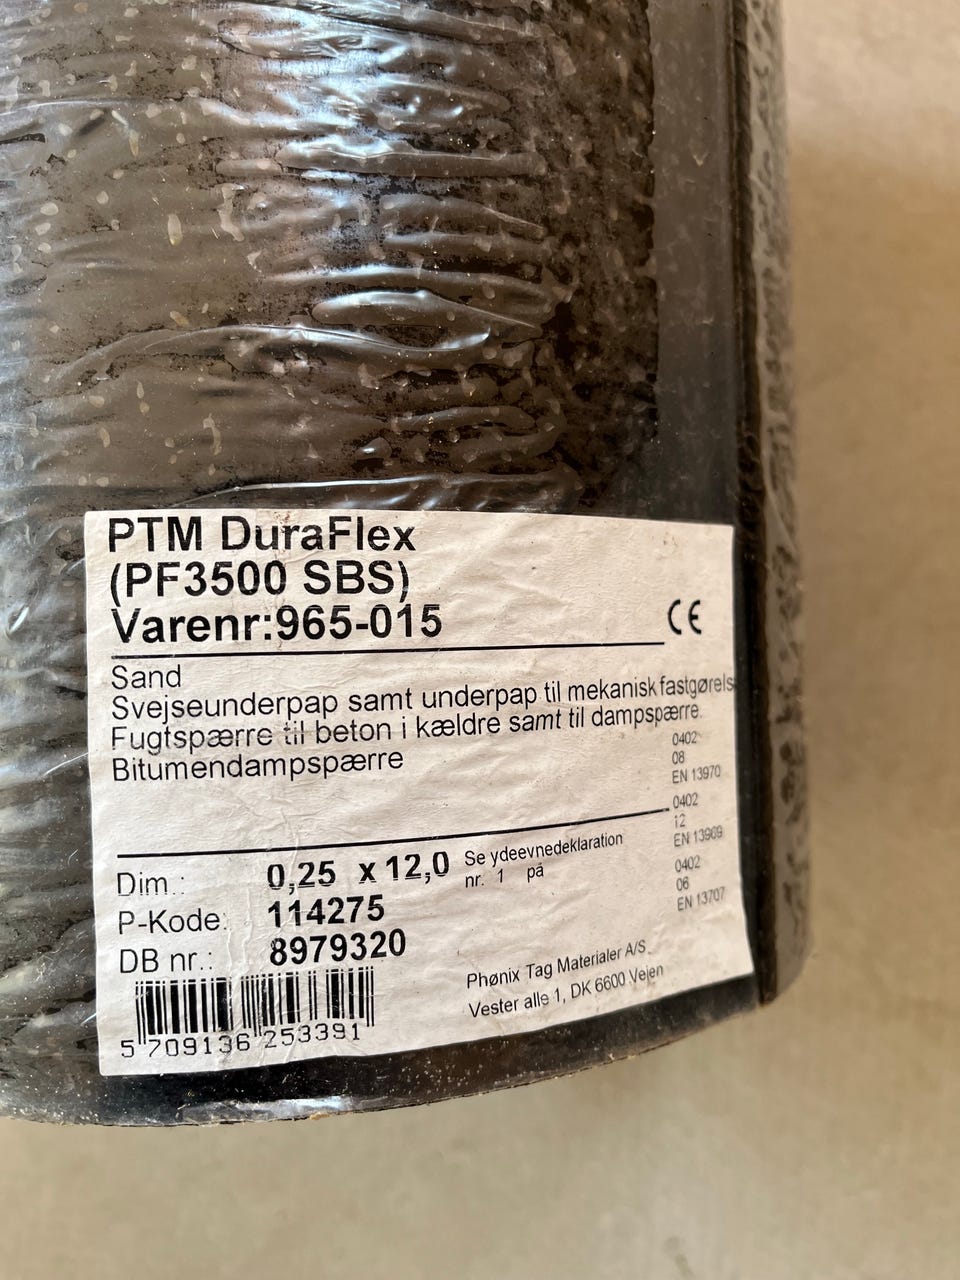 PTM DuraFlex
(PF3500 SBS)
Varenr:965-015
CE
Sand
Svejseunderpap samt underpap til mekanisk fastgørels
Fugtspærre til beton i kældre samt til dampspærre.
Bitumendampspærre
0402
08
EN 13970
0402
12
EN 13969
0402
06
EN 13707
Dim.: 0,25 x 12,0
P-Kode: 114275
DB nr.: 8979320
Se ydeevnedeklaration
nr. 1 på
5 709136 253391
Phønix Tag Materialer A/S
Vester alle 1, DK 6600 Vejen